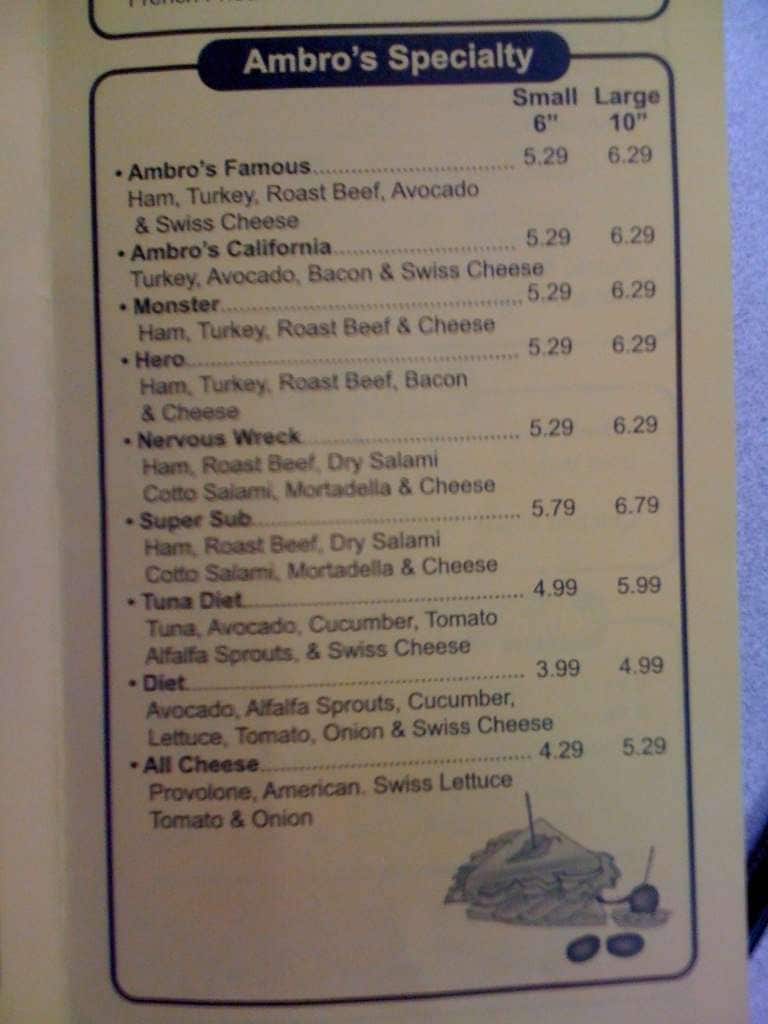 French Fries
Ambro's Specialty
Small Large
6" 10"
• Ambro's Famous.............................. 5.29 6.29
Ham, Turkey, Roast Beef, Avocado
& Swiss Cheese
• Ambro's California........................... 5.29 6.29
Turkey, Avocado, Bacon & Swiss Cheese
• Monster............................................ 5.29 6.29
Ham, Turkey, Roast Beef & Cheese
• Hero................................................. 5.29 6.29
Ham, Turkey, Roast Beef, Bacon
& Cheese
• Nervous Wreck................................ 5.29 6.29
Ham, Roast Beef, Dry Salami
Cotto Salami, Mortadella & Cheese
• Super Sub........................................ 5.79 6.79
Ham, Roast Beef, Dry Salami
Cotto Salami, Mortadella & Cheese
• Tuna Diet......................................... 4.99 5.99
Tuna, Avocado, Cucumber, Tomato
Alfalfa Sprouts, & Swiss Cheese
• Diet.................................................. 3.99 4.99
Avocado, Alfalfa Sprouts, Cucumber,
Lettuce, Tomato, Onion & Swiss Cheese
• All Cheese....................................... 4.29 5.29
Provolone, American. Swiss Lettuce
Tomato & Onion